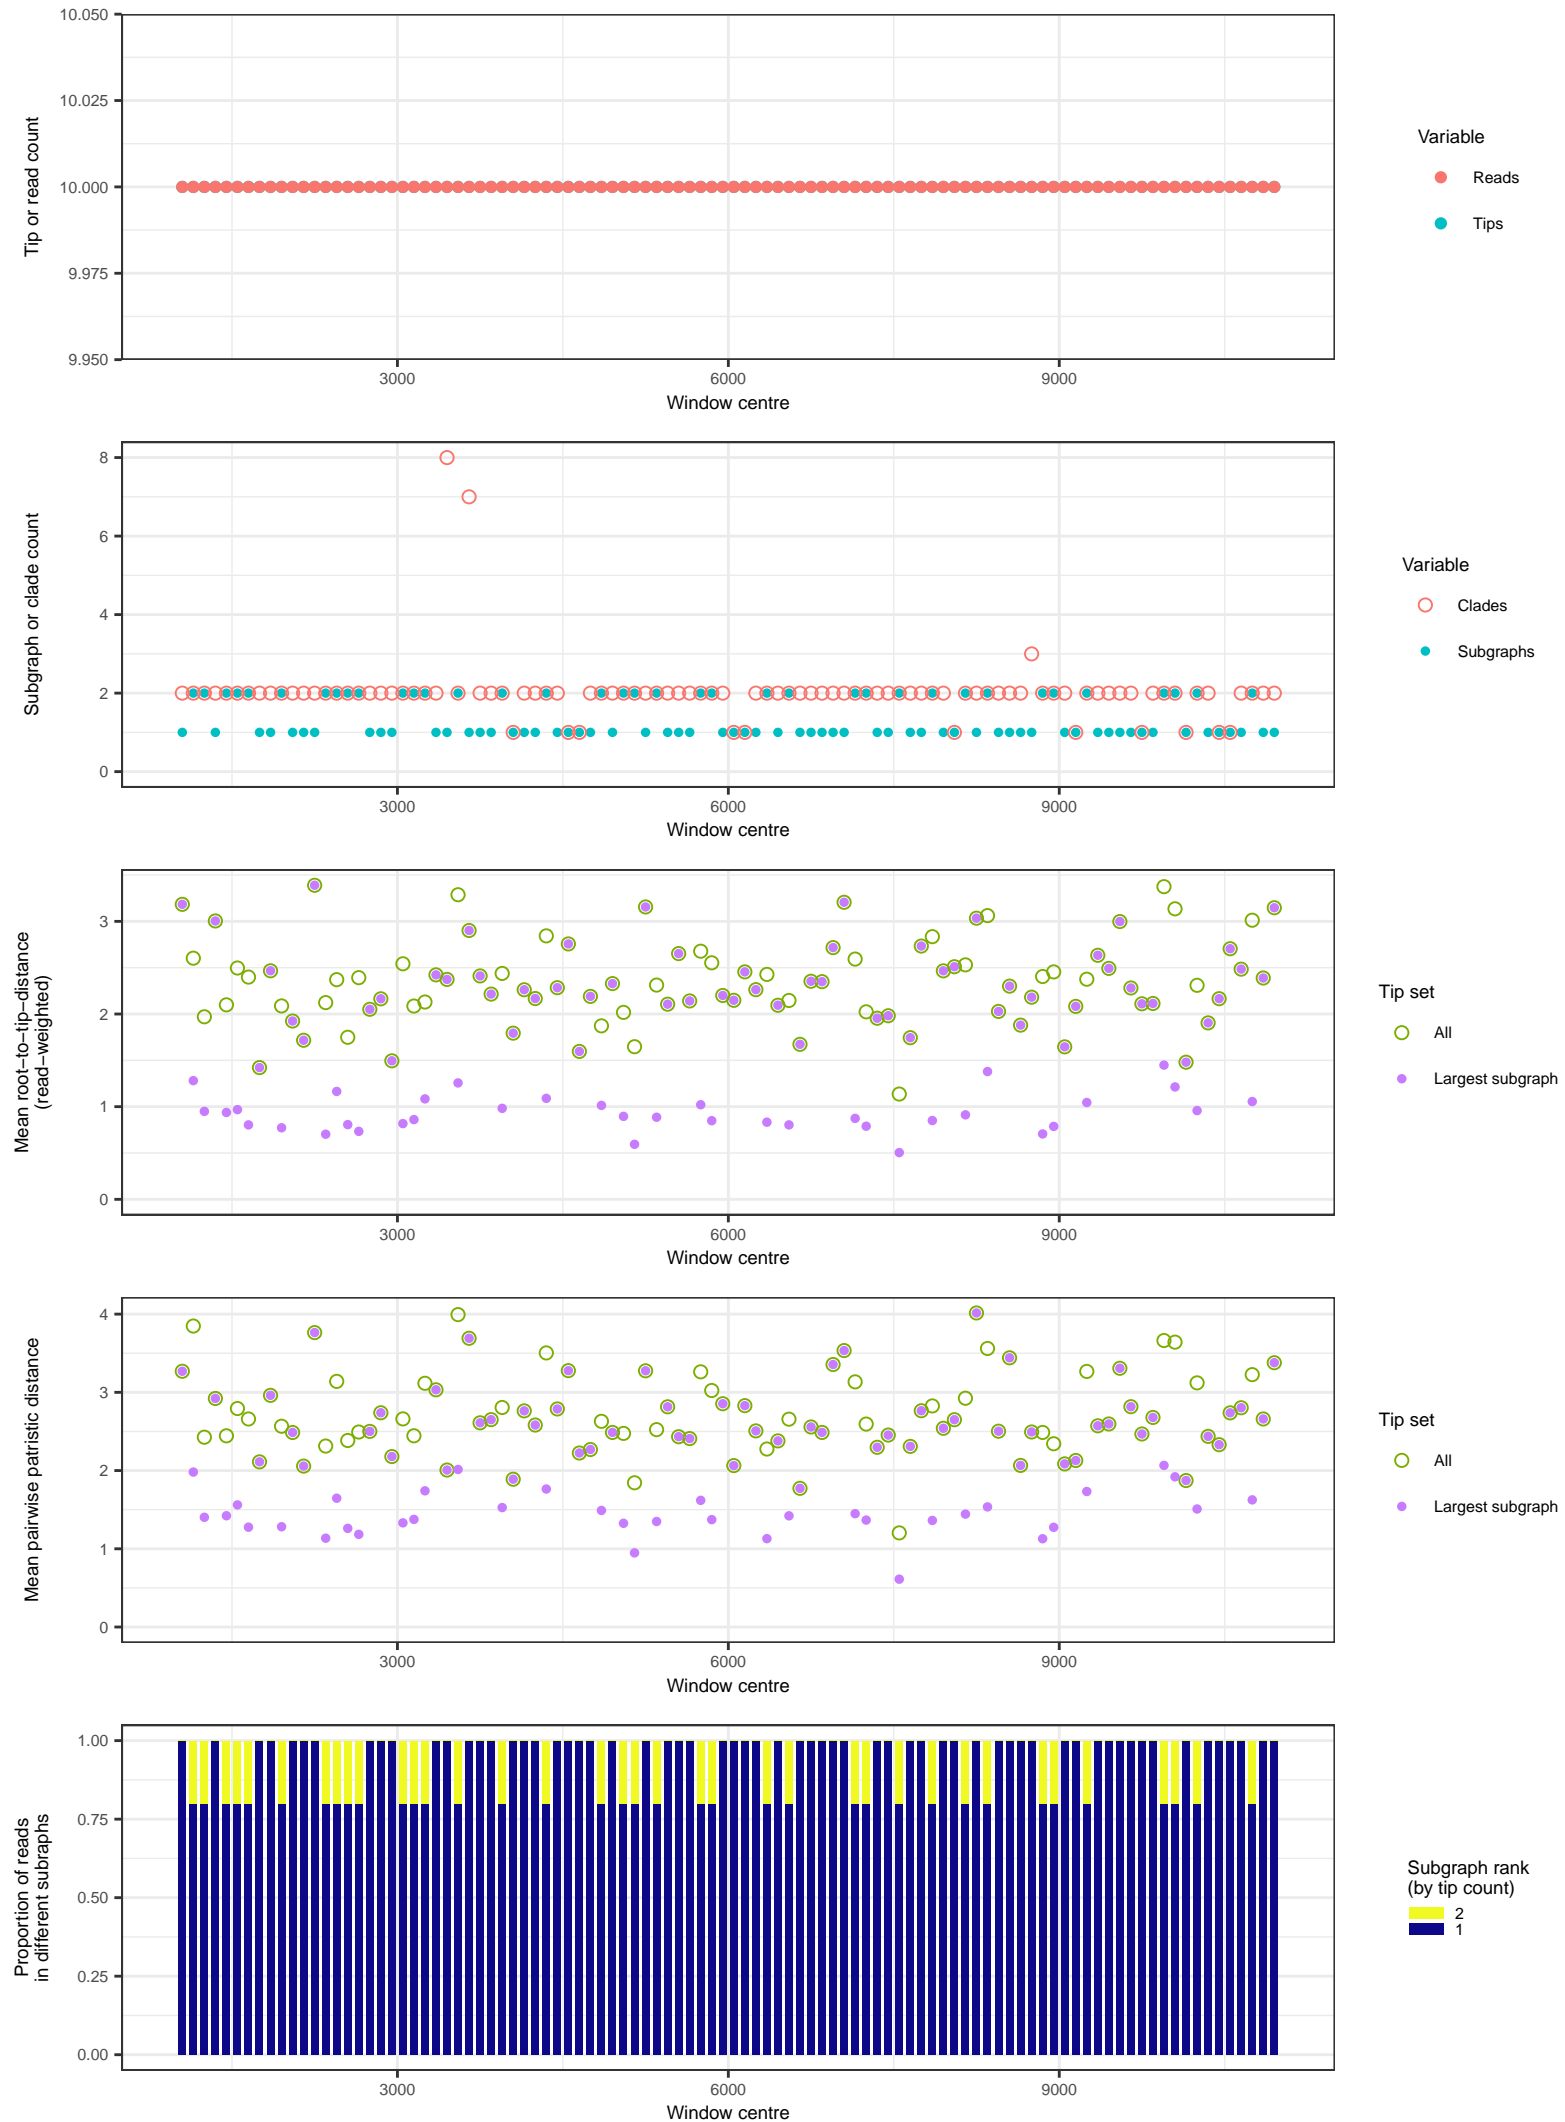 10.050
10.025
10.000
9.975
9.950
Tip or read count
3000
6000
9000
Window centre
Variable
Reads
Tips
8
6
4
2
0
Subgraph or clade count
3000
6000
9000
Window centre
Variable
Clades
Subgraphs
3
2
1
0
Mean root−to−tip−distance
(read−weighted)
3000
6000
9000
Window centre
Tip set
All
Largest subgraph
4
3
2
1
0
Mean pairwise patristic distance
3000
6000
9000
Window centre
Tip set
All
Largest subgraph
1.00
0.75
0.50
0.25
0.00
Proportion of reads
in different subraphs
3000
6000
9000
Window centre
Subgraph rank
(by tip count)
2
1